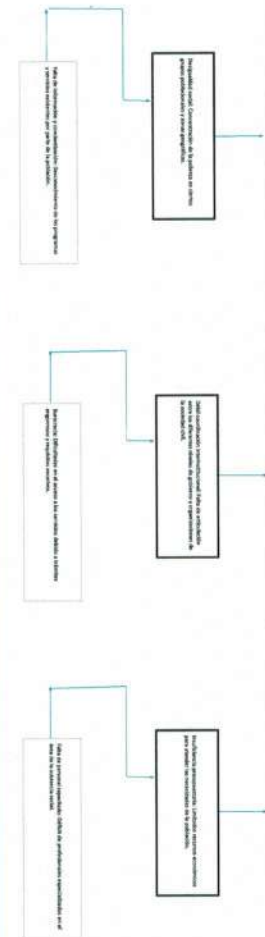 Desigualdad social: Concentración de la pobreza en ciertos
grupos poblacionales y zonas geográficas.
Debil coordinación interinstitucional: Falta de articulación
entre los diferentes niveles de gobierno y organizaciones de
la sociedad civil.
Insuficiencia presupuestaria: Limitados recursos económicos
para atender las necesidades de la población.
Falta de información y sensibilización: Desconocimiento de los programas
y servicios existentes por parte de la población.
Burocracia: Dificultades en el acceso a los servicios debido a trámites
engorrosos y requisitos excesivos.
Falta de personal capacitado: Déficit de profesionales especializados en el
área de la asistencia social.